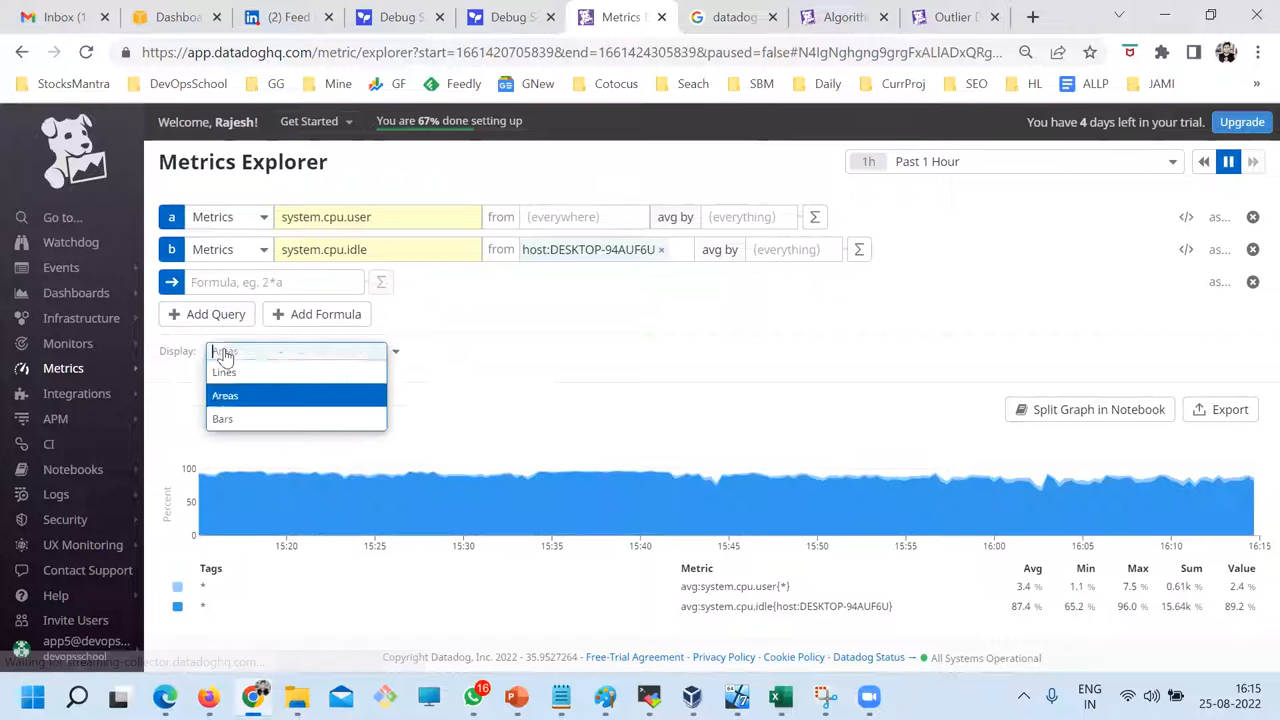 Inbox (1)
Dashboa
(1) Feed
Debug S
Debug S
Metrics E
datadog
Algorith
Outlier D
https://app.datadoghq.com/metric/explorer?start=1661420705839&end=1661424305839&paused=false#N4IgNghgng9grgFxALlADxQRg...
StocksMantra
DevOpsSchool
GG
Mine
GF
Feedly
GNew
Cotocus
Seach
SBM
Daily
CurrProj
SEO
HL
ALLP
JAMI
»
Welcome, Rajesh!
Get Started
You are 67% done setting up
You have 4 days left in your trial.
Upgrade
Metrics Explorer
1h Past 1 Hour
a Metrics system.cpu.user from (everywhere) avg by (everything) Σ </> as...
b Metrics system.cpu.idle from host:DESKTOP-94AUF6U × avg by (everything) Σ </> as...
Formula, eg. 2*a Σ as...
+ Add Query
+ Add Formula
Display: Areas
Lines
Areas
Bars
Split Graph in Notebook
Export
Go to...
Watchdog
Events
Dashboards
Infrastructure
Monitors
Metrics
Integrations
APM
CI
Notebooks
Logs
Security
UX Monitoring
Contact Support
Help
Invite Users
app5@devops...
devopsschool
Percent
100
50
0
15:20 15:25 15:30 15:35 15:40 15:45 15:50 15:55 16:00 16:05 16:10 16:15
Tags Metric Avg Min Max Sum Value
* avg:system.cpu.user{*} 3.4 % 1.1 % 7.5 % 0.61k % 2.4 %
* avg:system.cpu.idle{host:DESKTOP-94AUF6U} 87.4 % 65.2 % 96.0 % 15.64k % 89.2 %
Waiting for streaming-collector.datadoghq.com...
Copyright Datadog, Inc. 2022 - 35.9527264 - Free-Trial Agreement - Privacy Policy - Cookie Policy - Datadog Status → All Systems Operational
16
ENG
IN
16:15
25-08-2022